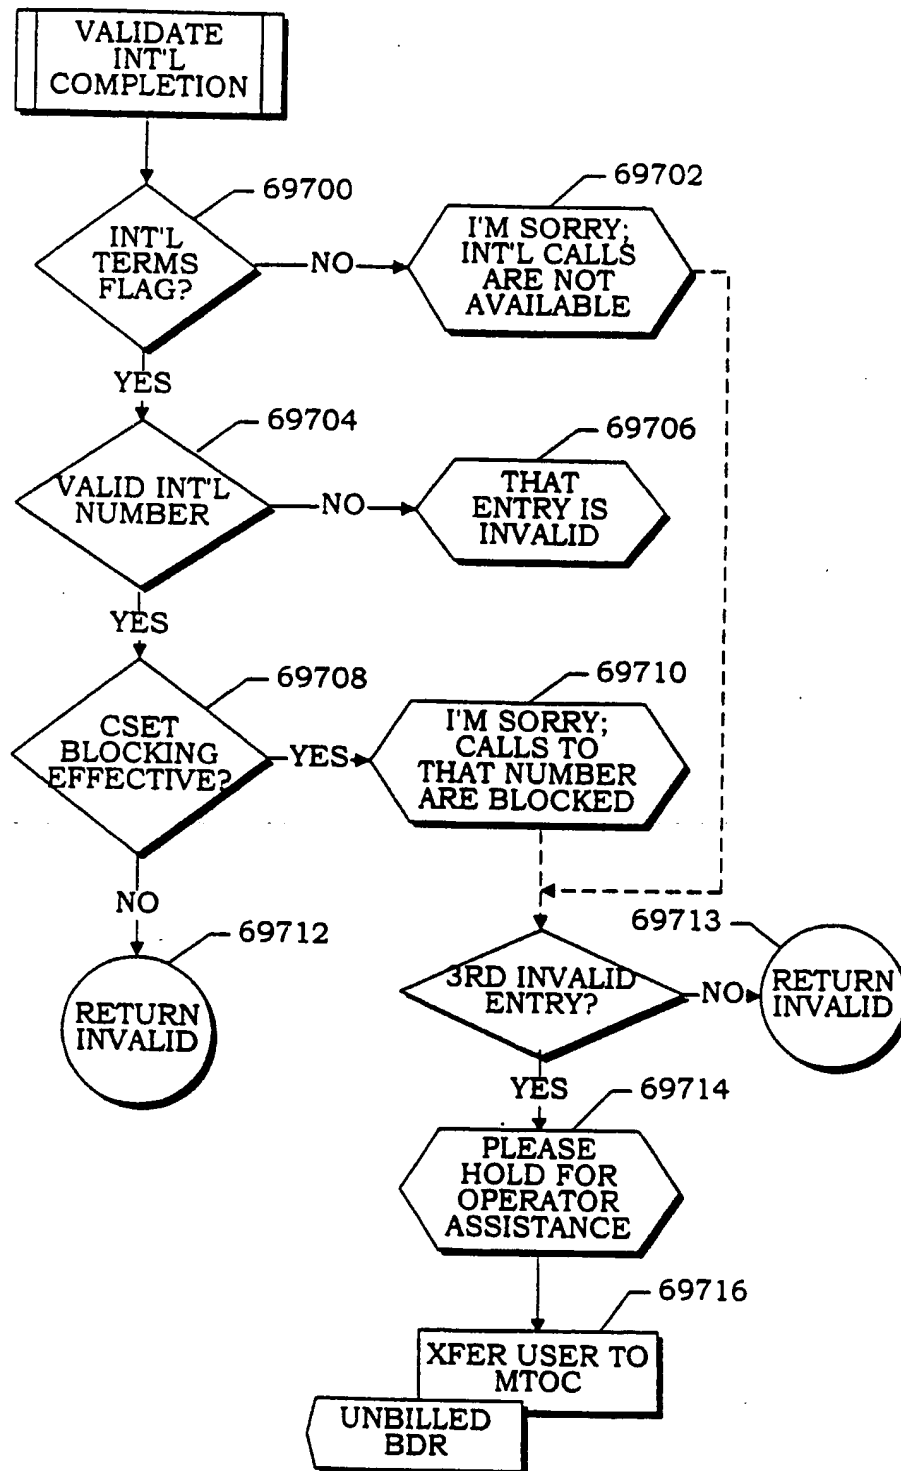 VALIDATE
INT'L
COMPLETION
69700
INT'L
TERMS
FLAG?
NO
69702
I'M SORRY;
INT'L CALLS
ARE NOT
AVAILABLE
YES
69704
VALID INT'L
NUMBER
NO
69706
THAT
ENTRY IS
INVALID
YES
69708
CSET
BLOCKING
EFFECTIVE?
YES
69710
I'M SORRY;
CALLS TO
THAT NUMBER
ARE BLOCKED
NO
69712
RETURN
INVALID
3RD INVALID
ENTRY?
NO
69713
RETURN
INVALID
YES
69714
PLEASE
HOLD FOR
OPERATOR
ASSISTANCE
69716
XFER USER TO
MTOC
UNBILLED
BDR